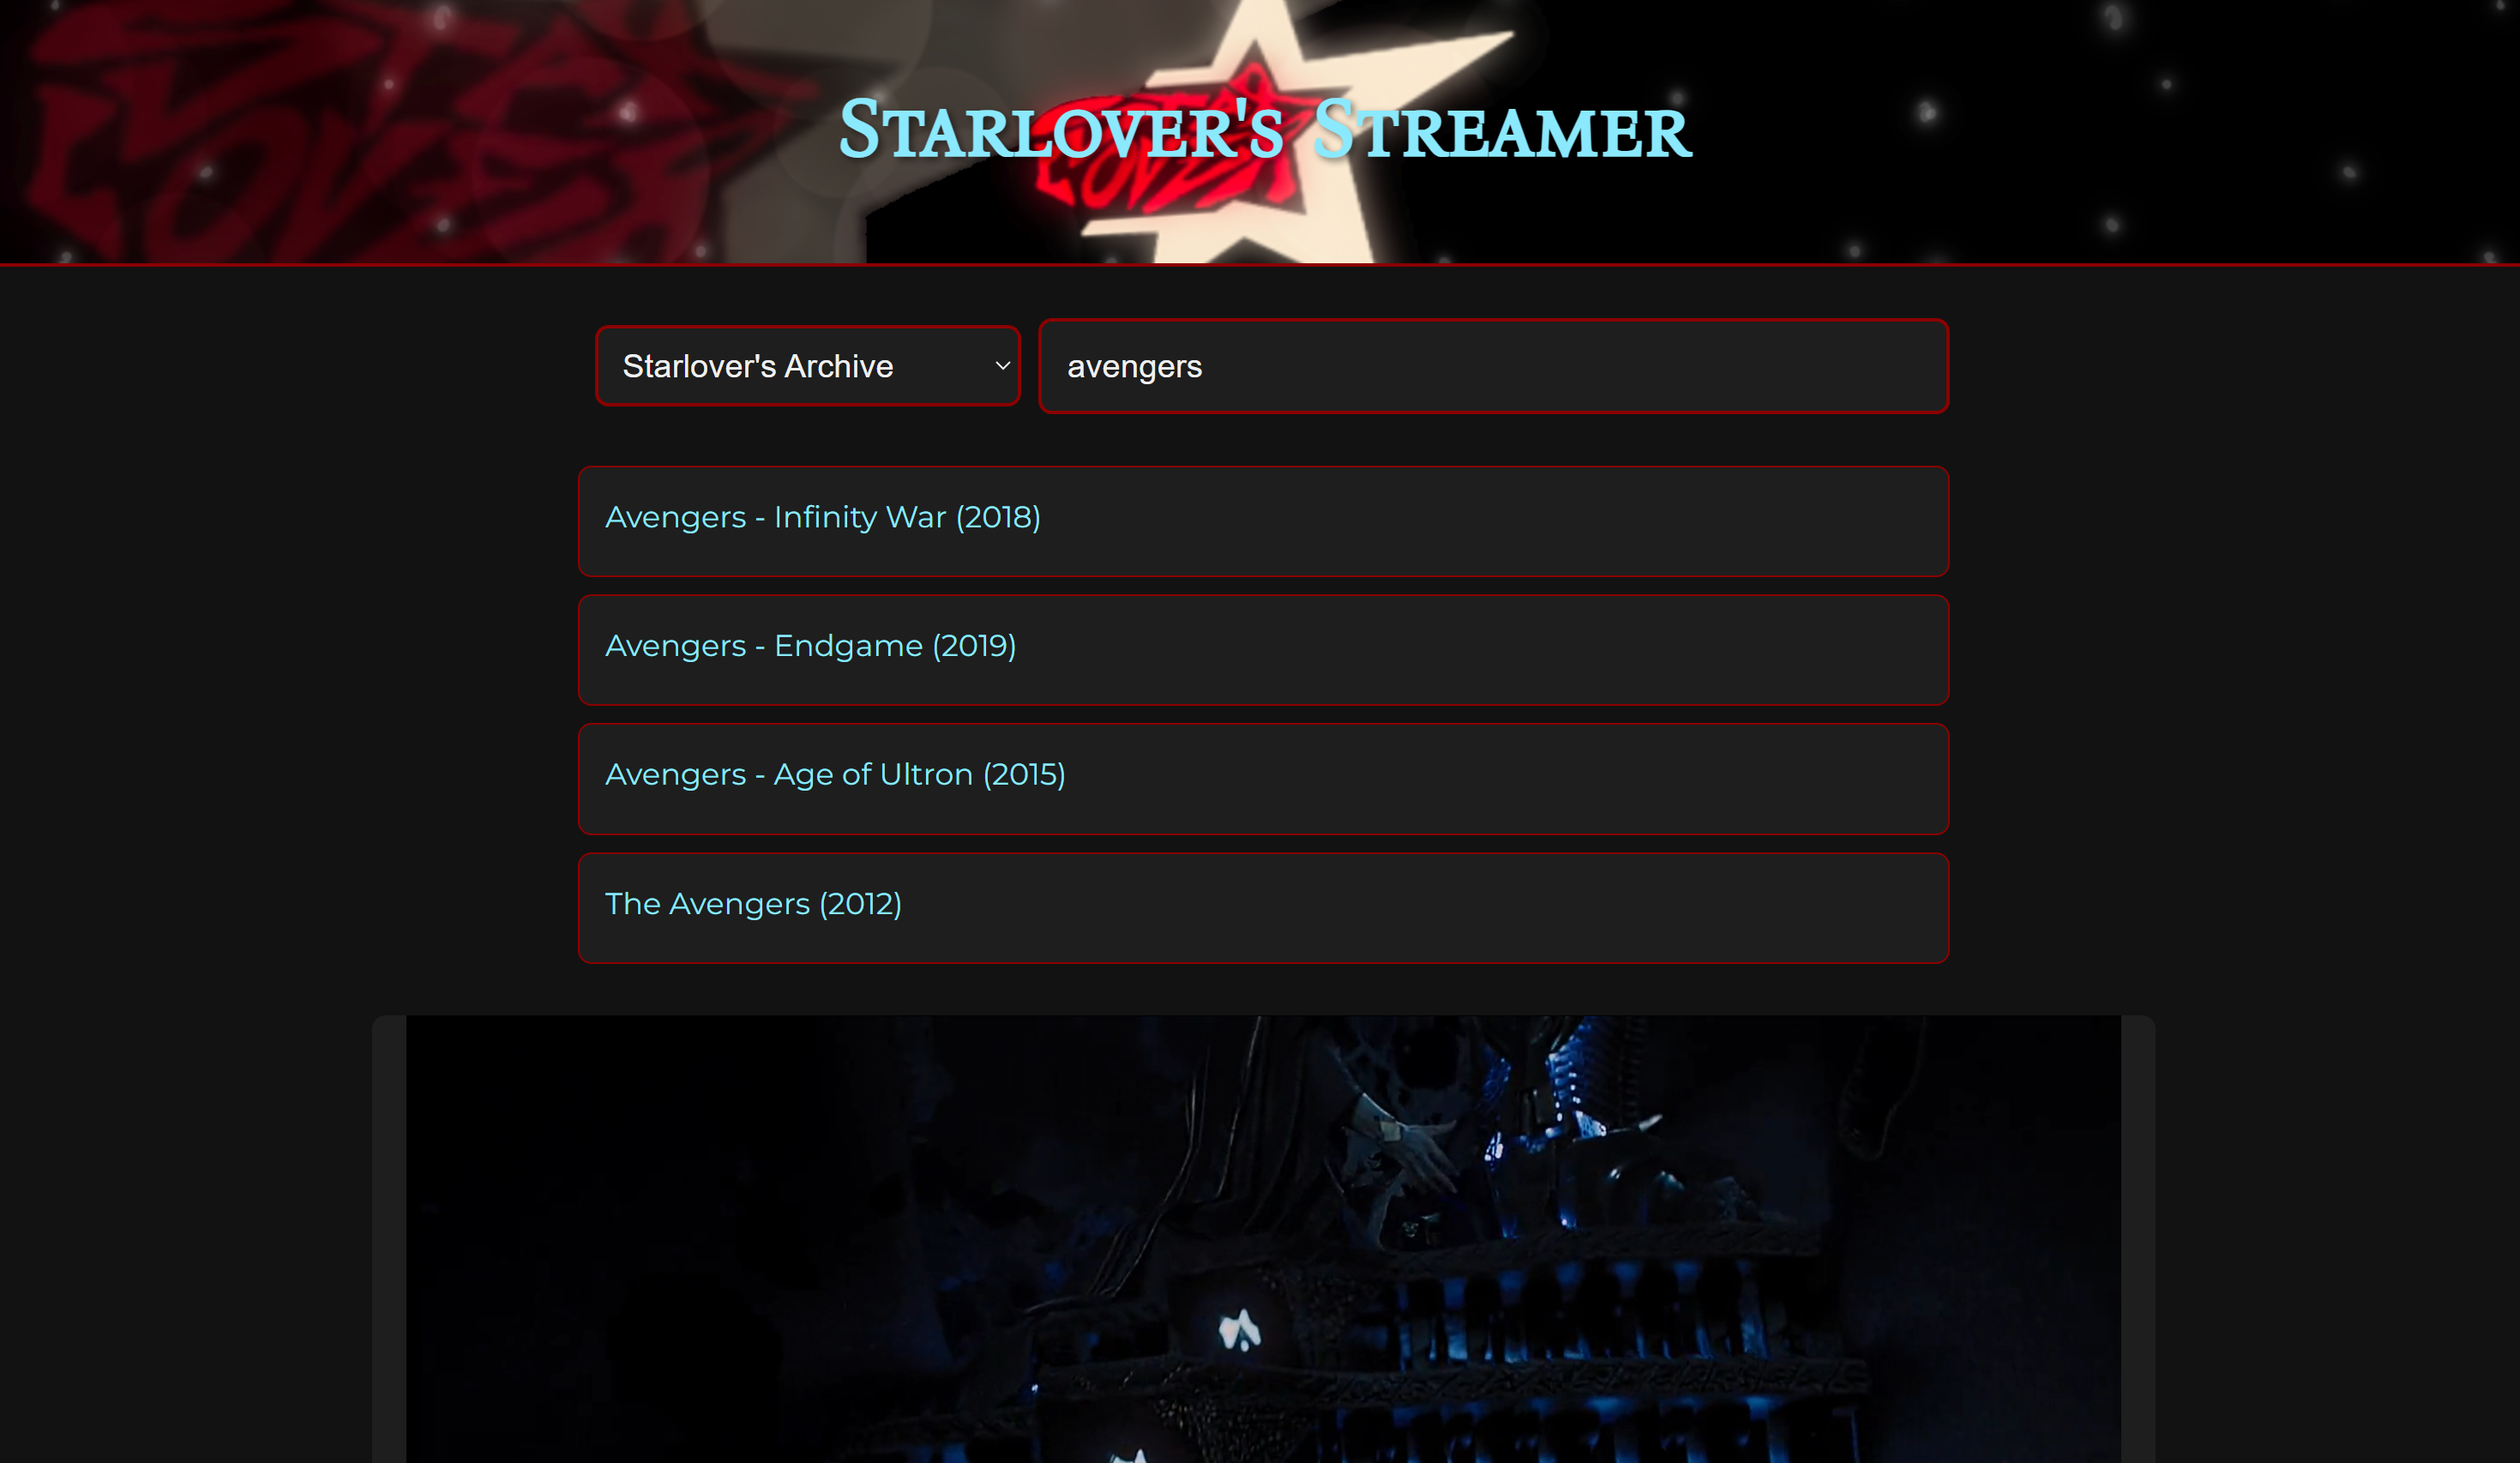 Starlover's Streamer
Starlover's Archive
avengers
Avengers - Infinity War (2018)
Avengers - Endgame (2019)
Avengers - Age of Ultron (2015)
The Avengers (2012)